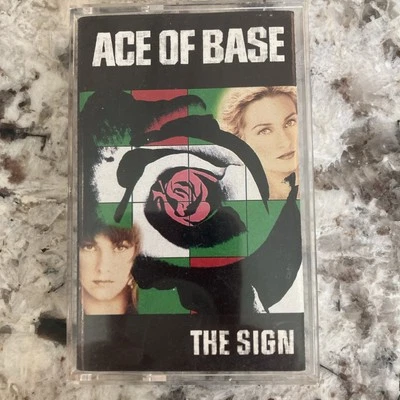 ACE OF BASE
THE SIGN